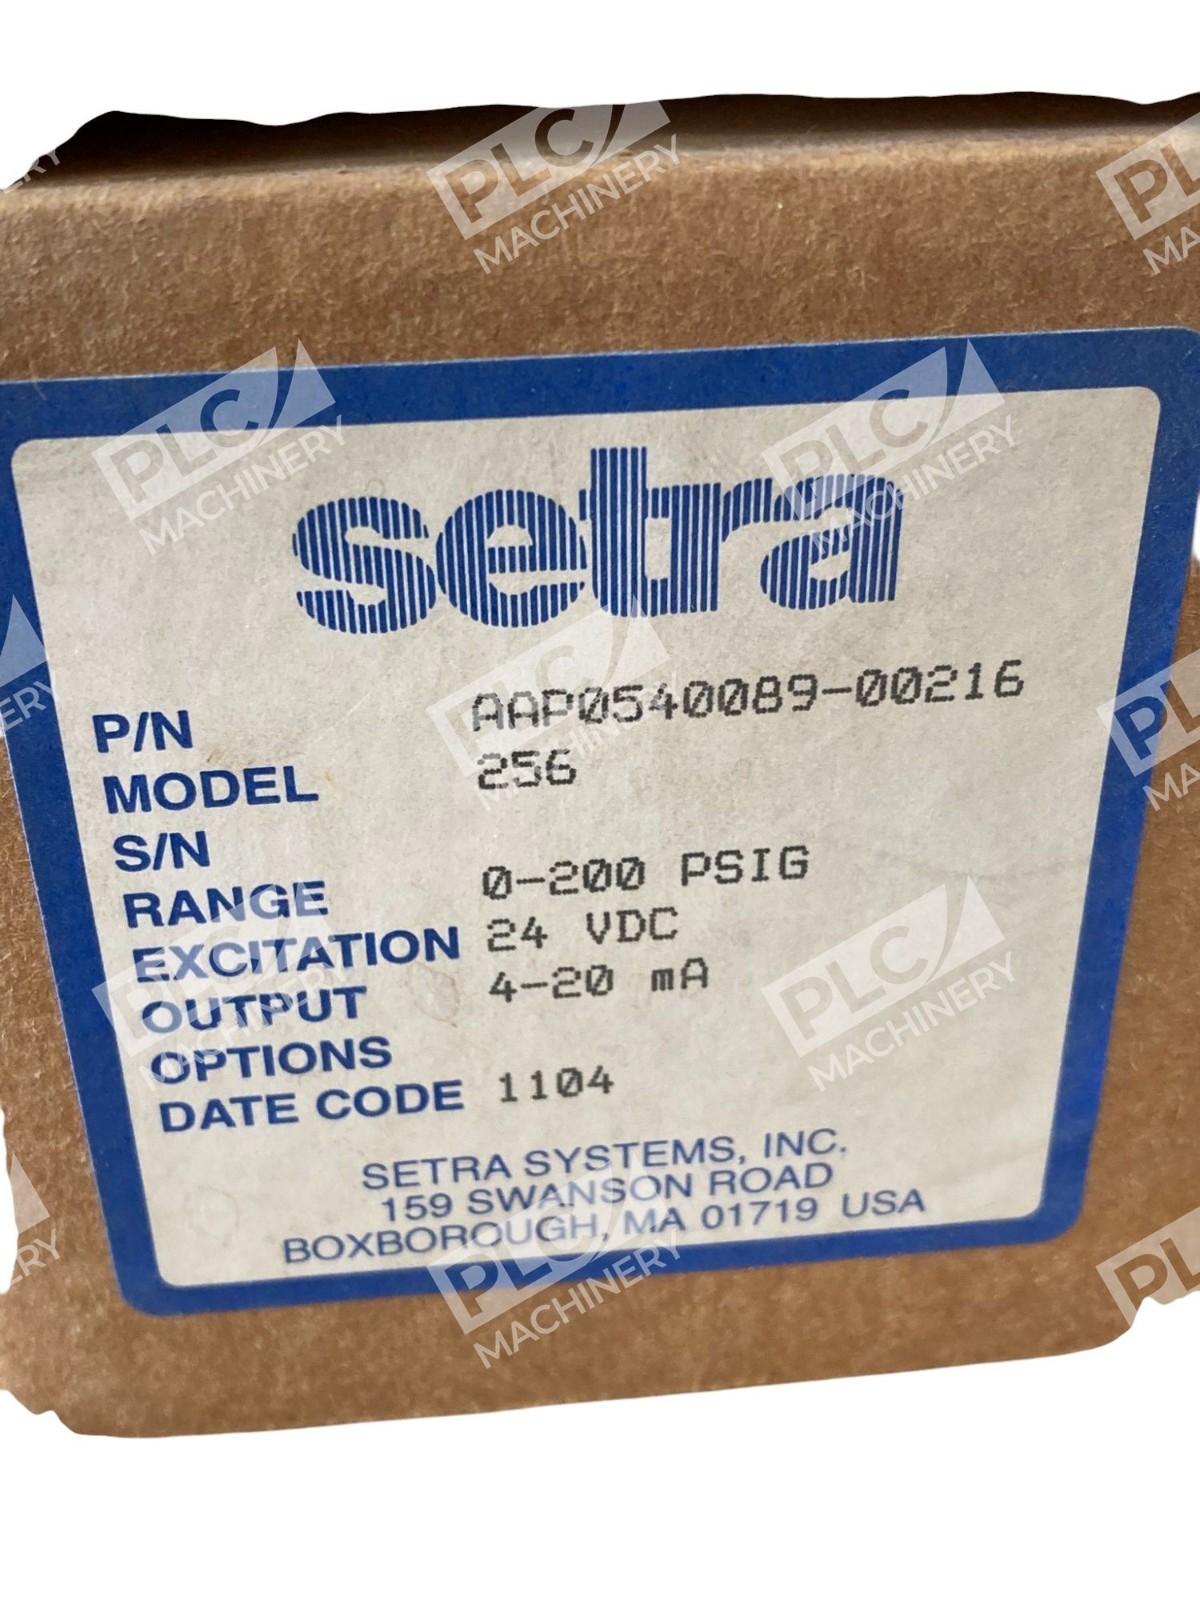 setra
P/N AAP0540089-00216
MODEL 256
S/N
RANGE 0-200 PSIG
EXCITATION 24 VDC
OUTPUT 4-20 mA
OPTIONS
DATE CODE 1104
SETRA SYSTEMS, INC.
159 SWANSON ROAD
BOXBOROUGH, MA 01719 USA
PLC MACHINERY